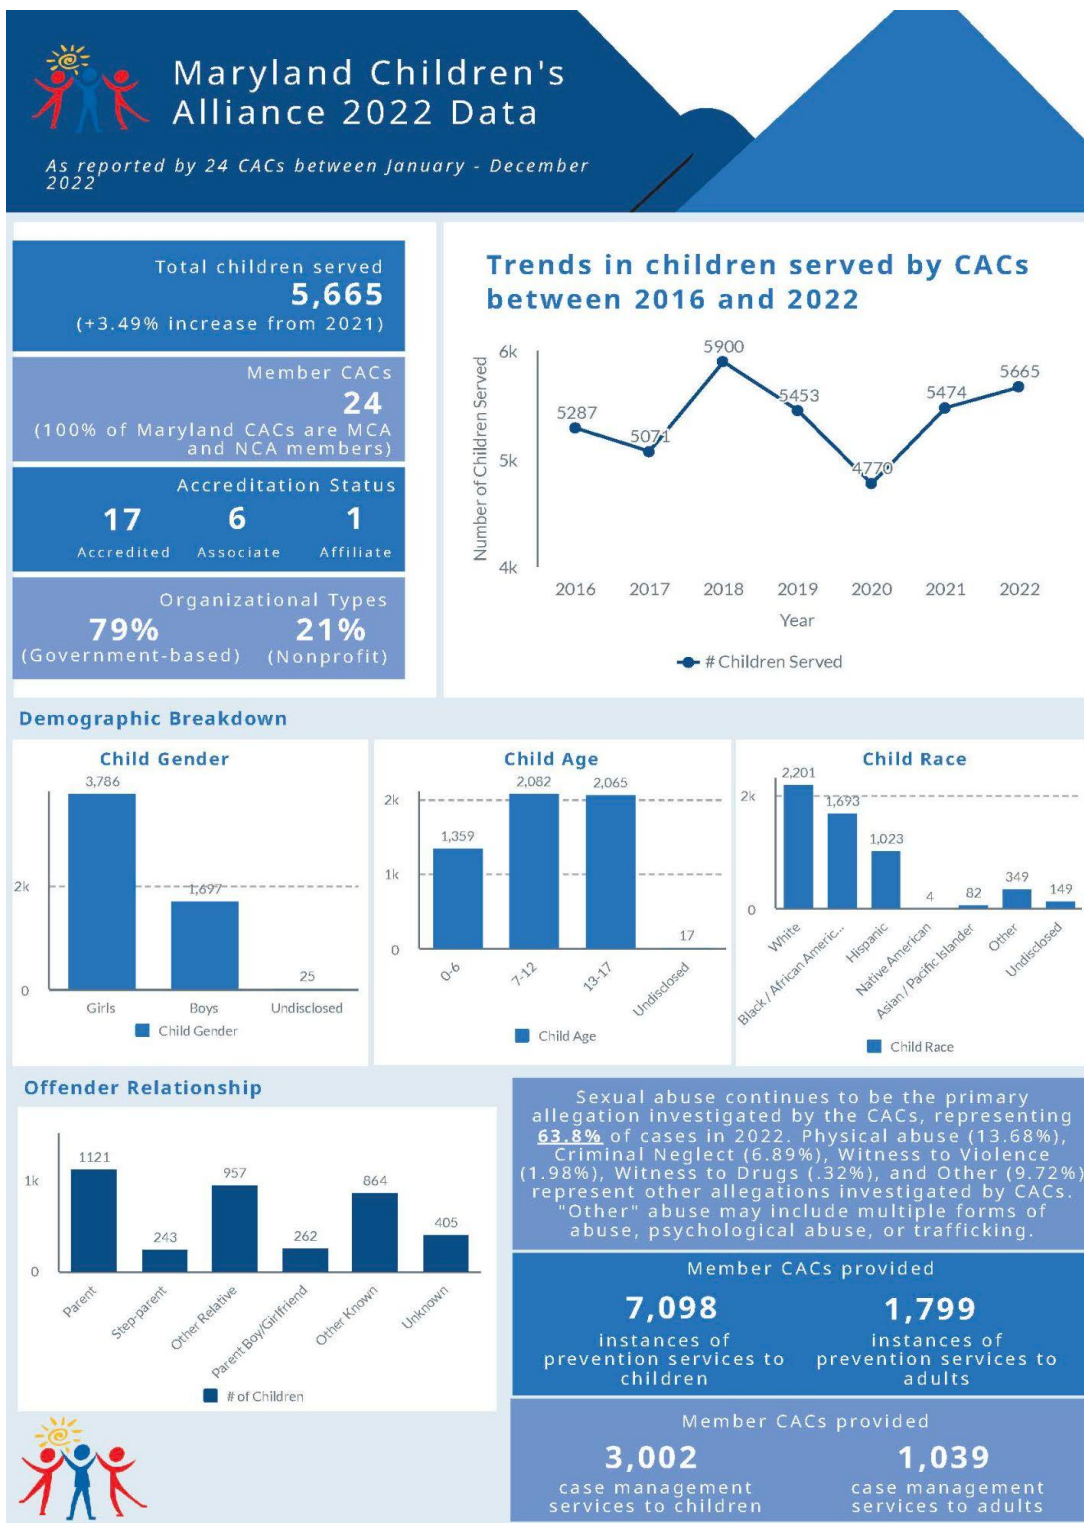 Maryland Children's
Alliance 2022 Data
As reported by 24 CACs between January - December
2022
Total children served
5,665
(+3.49% increase from 2021)
Member CACs
24
(100% of Maryland CACs are MCA
and NCA members)
Accreditation Status
17 6 1
Accredited Associate Affiliate
Organizational Types
79% 21%
(Government-based) (Nonprofit)
Trends in children served by CACs
between 2016 and 2022
Number of Children Served
6k
5k
4k
5287
5071
5900
5453
4770
5474
5665
2016 2017 2018 2019 2020 2021 2022
Year
# Children Served
Demographic Breakdown
Child Gender
3,786
1,697
25
2k
0
Girls Boys Undisclosed
Child Gender
Child Age
2k
1k
0
1,359
2,082
2,065
17
0-6
7-12
13-17
Undisclosed
Child Age
Child Race
2k
0
2,201
1,693
1,023
4
82
349
149
White
Black / African Americ...
Hispanic
Native American
Asian / Pacific Islander
Other
Undisclosed
Child Race
Offender Relationship
1k
0
1121
243
957
262
864
405
Parent
Step-parent
Other Relative
Parent Boy/Girlfriend
Other Known
Unknown
# of Children
Sexual abuse continues to be the primary
allegation investigated by the CACs, representing
63.8% of cases in 2022. Physical abuse (13.68%),
Criminal Neglect (6.89%), Witness to Violence
(1.98%), Witness to Drugs (.32%), and Other (9.72%)
represent other allegations investigated by CACs.
"Other" abuse may include multiple forms of
abuse, psychological abuse, or trafficking.
Member CACs provided
7,098 1,799
instances of instances of
prevention services to prevention services to
children adults
Member CACs provided
3,002 1,039
case management case management
services to children services to adults